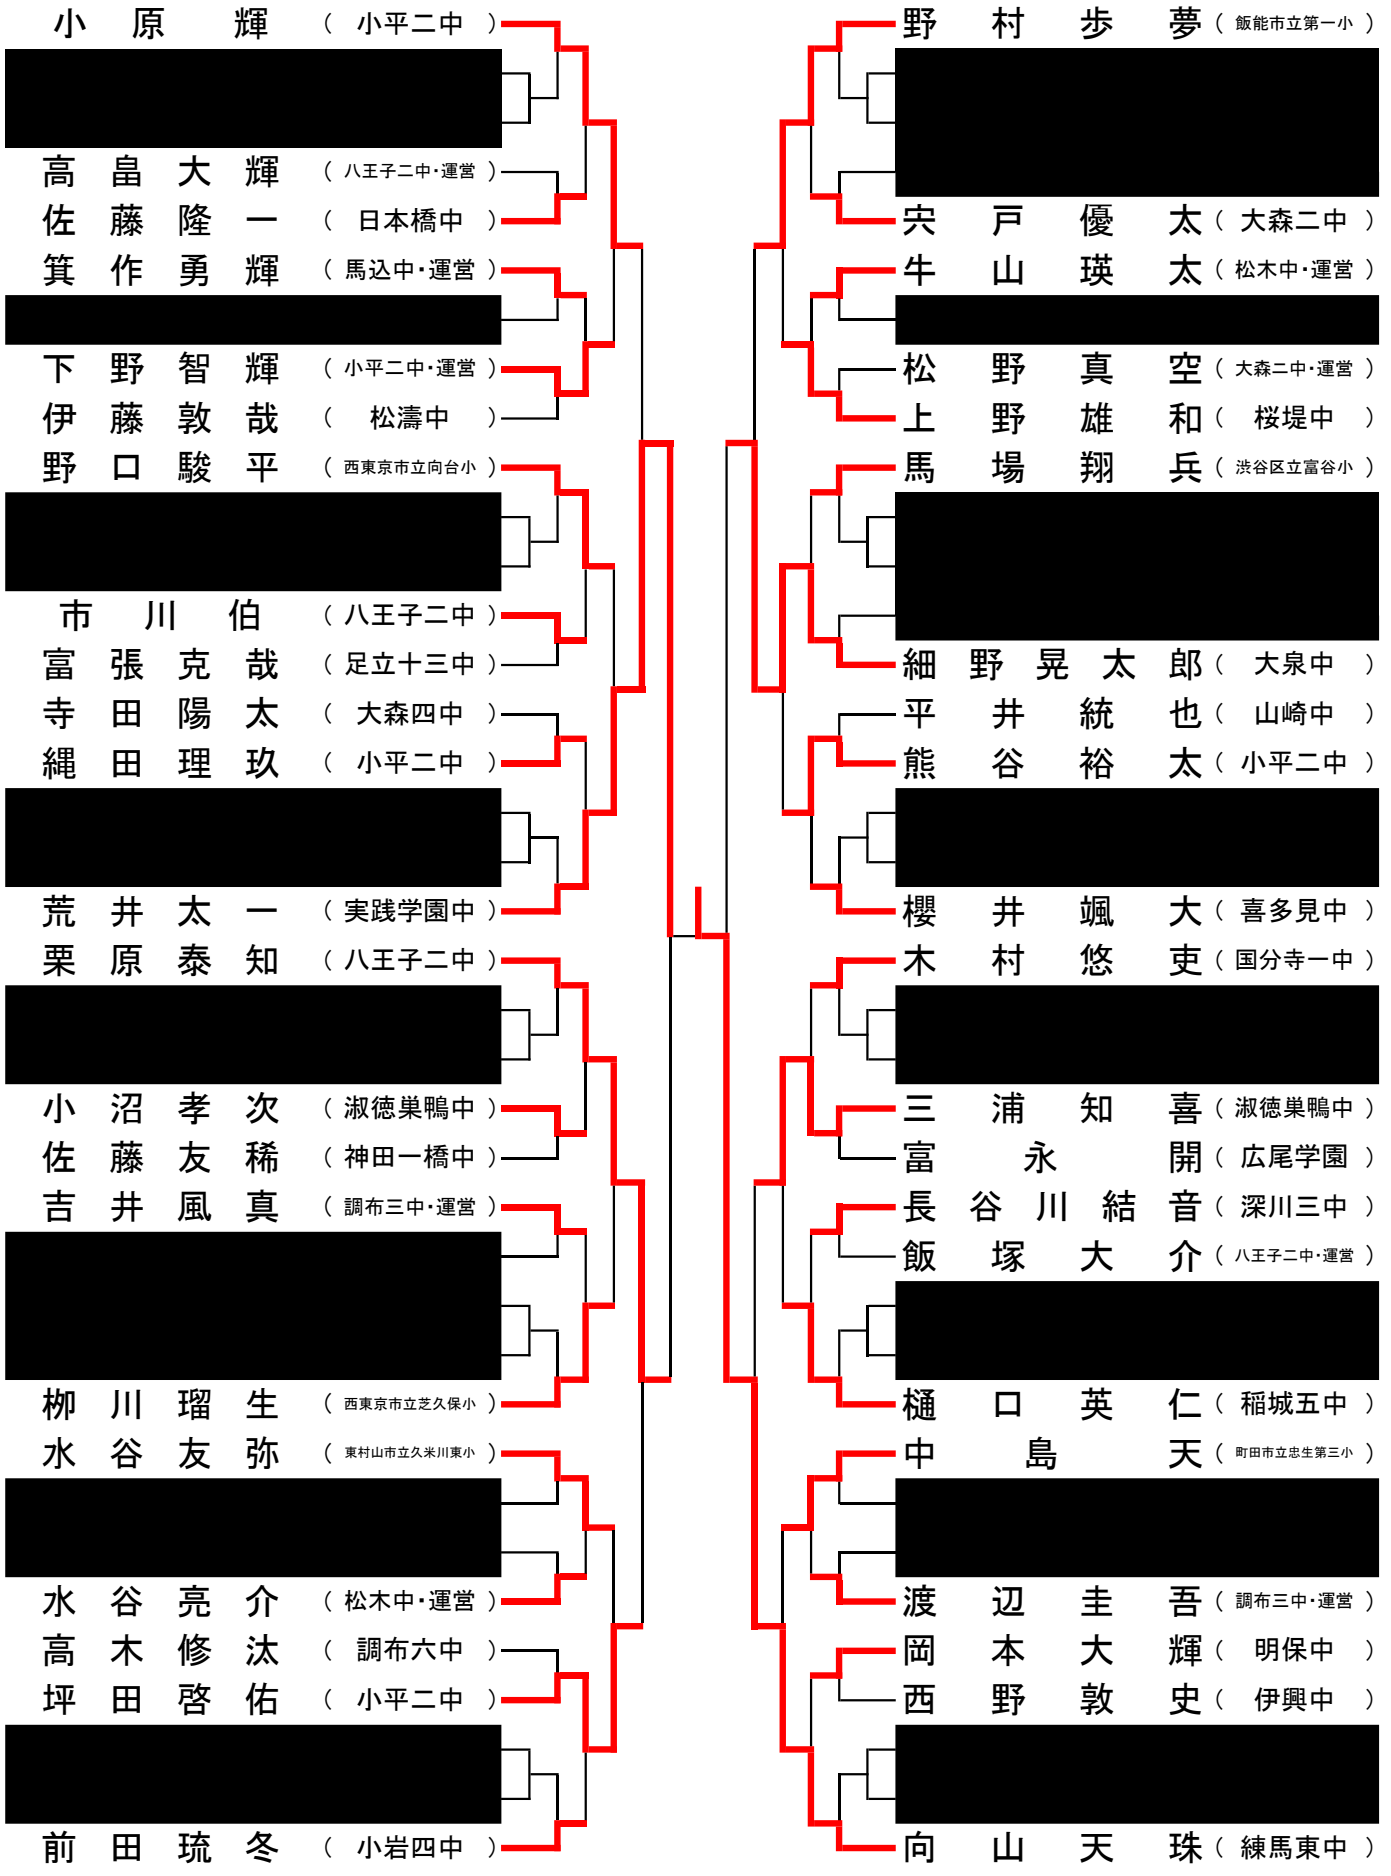 小原輝 ( 小平二中 )
高畠大輝 ( 八王子二中・運営 )
佐藤隆一 ( 日本橋中 )
箕作勇輝 ( 馬込中・運営 )
下野智輝 ( 小平二中・運営 )
伊藤敦哉 ( 松濤中 )
野口駿平 ( 西東京市立向台小 )
市川伯 ( 八王子二中 )
富張克哉 ( 足立十三中 )
寺田陽太 ( 大森四中 )
縄田理玖 ( 小平二中 )
荒井太一 ( 実践学園中 )
栗原泰知 ( 八王子二中 )
小沼孝次 ( 淑徳巣鴨中 )
佐藤友稀 ( 神田一橋中 )
吉井風真 ( 調布三中・運営 )
栁川瑠生 ( 西東京市立芝久保小 )
水谷友弥 ( 東村山市立久米川東小 )
水谷亮介 ( 松木中・運営 )
高木修汰 ( 調布六中 )
坪田啓佑 ( 小平二中 )
前田琉冬 ( 小岩四中 )
野村歩夢 ( 飯能市立第一小 )
宍戸優太 ( 大森二中 )
牛山瑛太 ( 松木中・運営 )
松野真空 ( 大森二中・運営 )
上野雄和 ( 桜堤中 )
馬場翔兵 ( 渋谷区立富谷小 )
細野晃太郎 ( 大泉中 )
平井統也 ( 山崎中 )
熊谷裕太 ( 小平二中 )
櫻井颯大 ( 喜多見中 )
木村悠吏 ( 国分寺一中 )
三浦知喜 ( 淑徳巣鴨中 )
富永開 ( 広尾学園 )
長谷川結音 ( 深川三中 )
飯塚大介 ( 八王子二中・運営 )
樋口英仁 ( 稲城五中 )
中島天 ( 町田市立忠生第三小 )
渡辺圭吾 ( 調布三中・運営 )
岡本大輝 ( 明保中 )
西野敦史 ( 伊興中 )
向山天珠 ( 練馬東中 )